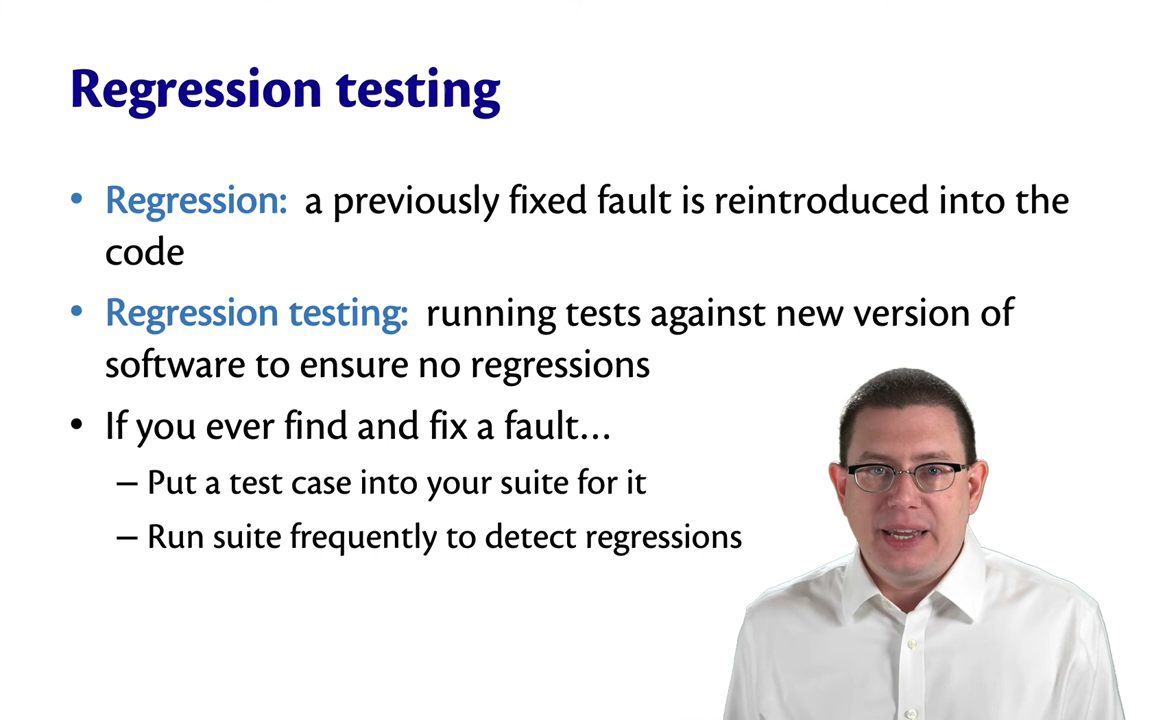 Regression testing
• Regression: a previously fixed fault is reintroduced into the
code
• Regression testing: running tests against new version of
software to ensure no regressions
• If you ever find and fix a fault...
– Put a test case into your suite for it
– Run suite frequently to detect regressions